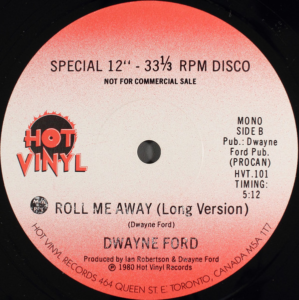 SPECIAL 12" - 33⅓ RPM DISCO
NOT FOR COMMERCIAL SALE
HOT
VINYL
MONO
SIDE B
Pub.: Dwayne
Ford Pub.
(PROCAN)
HVT.101
TIMING:
5:12
ROLL ME AWAY (Long Version)
(Dwayne Ford)
DWAYNE FORD
Produced by Ian Robertson & Dwayne Ford
© 1980 Hot Vinyl Records
HOT VINYL RECORDS 464 QUEEN ST E. TORONTO, CANADA M5A-1T7